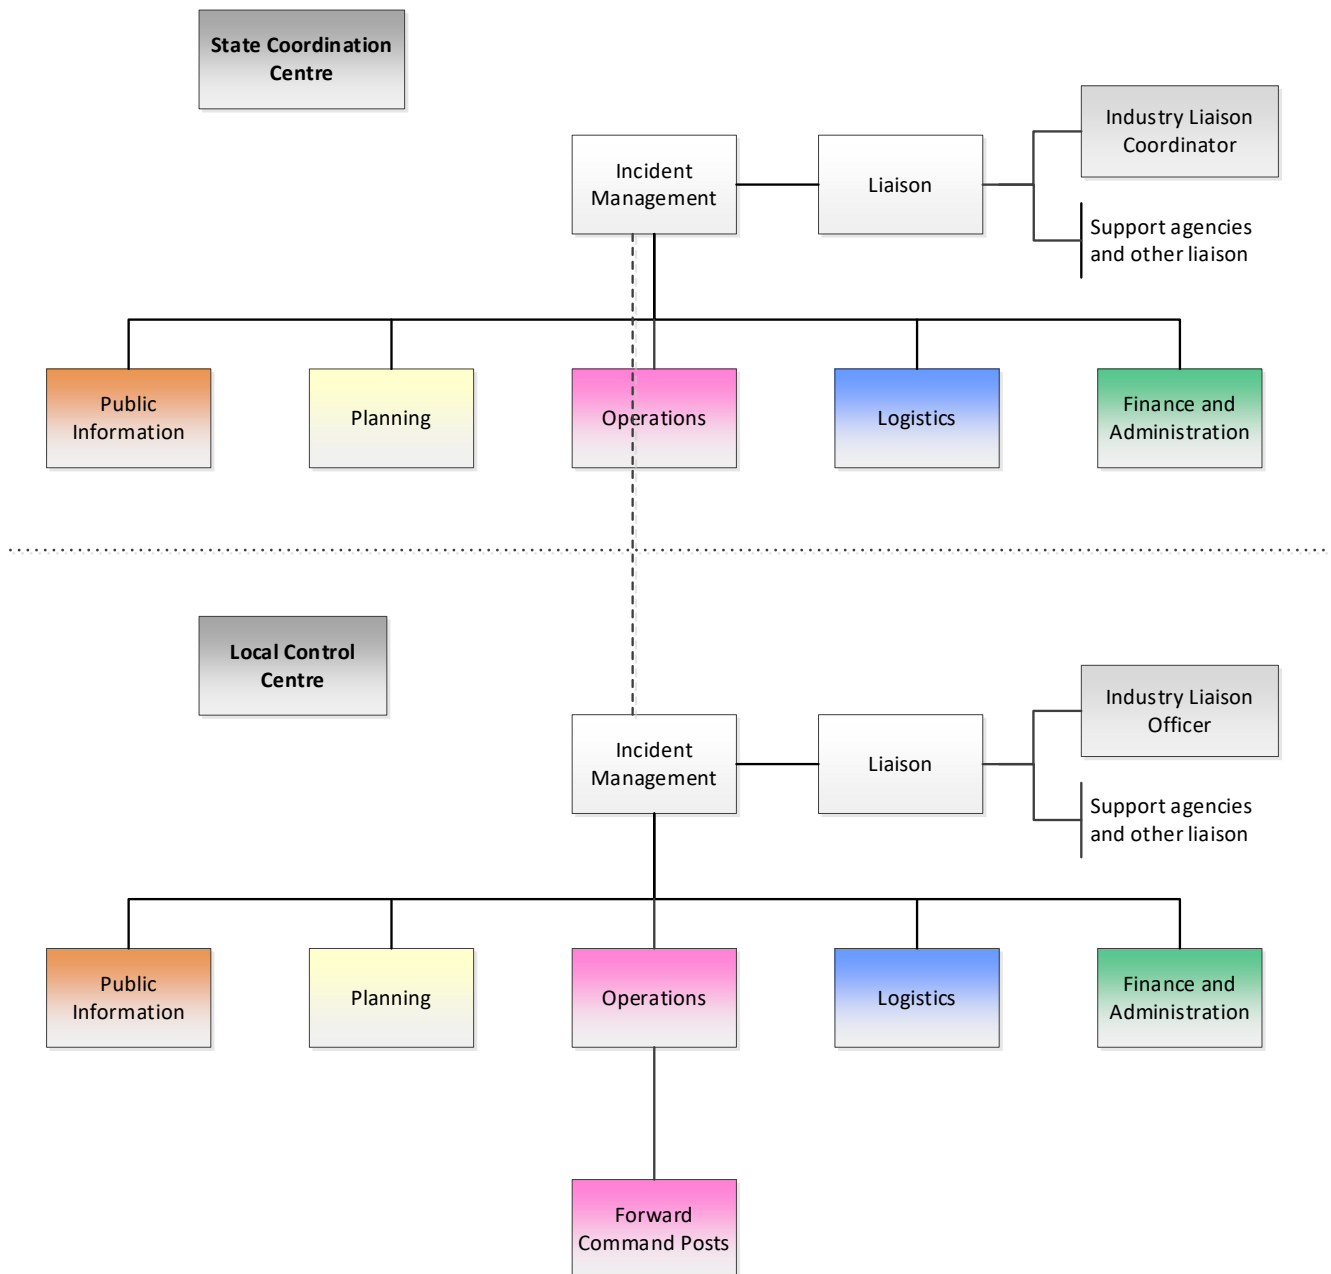 State Coordination
Centre
Industry Liaison
Coordinator
Incident
Management
Liaison
Support agencies
and other liaison
Public
Information
Planning
Operations
Logistics
Finance and
Administration
Local Control
Centre
Industry Liaison
Officer
Incident
Management
Liaison
Support agencies
and other liaison
Public
Information
Planning
Operations
Logistics
Finance and
Administration
Forward
Command Posts